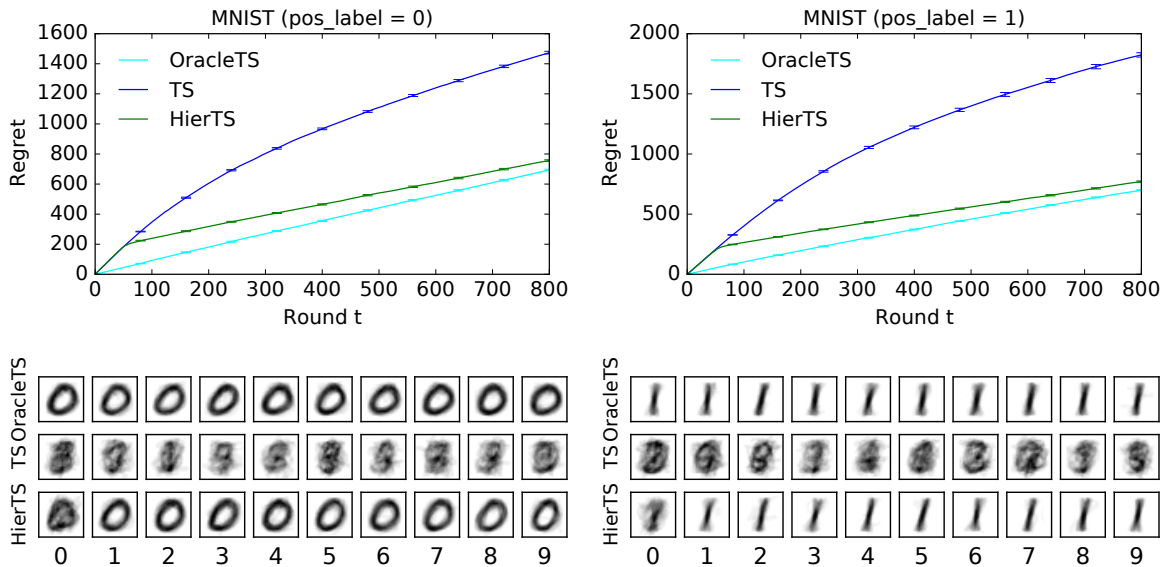 MNIST (pos_label = 0)
Regret
1600
1400
1200
1000
800
600
400
200
0
OracleTS
TS
HierTS
0 100 200 300 400 500 600 700 800
Round t
MNIST (pos_label = 1)
Regret
2000
1500
1000
500
0
OracleTS
TS
HierTS
0 100 200 300 400 500 600 700 800
Round t
OracleTS
TS
HierTS
0 1 2 3 4 5 6 7 8 9
OracleTS
TS
HierTS
0 1 2 3 4 5 6 7 8 9